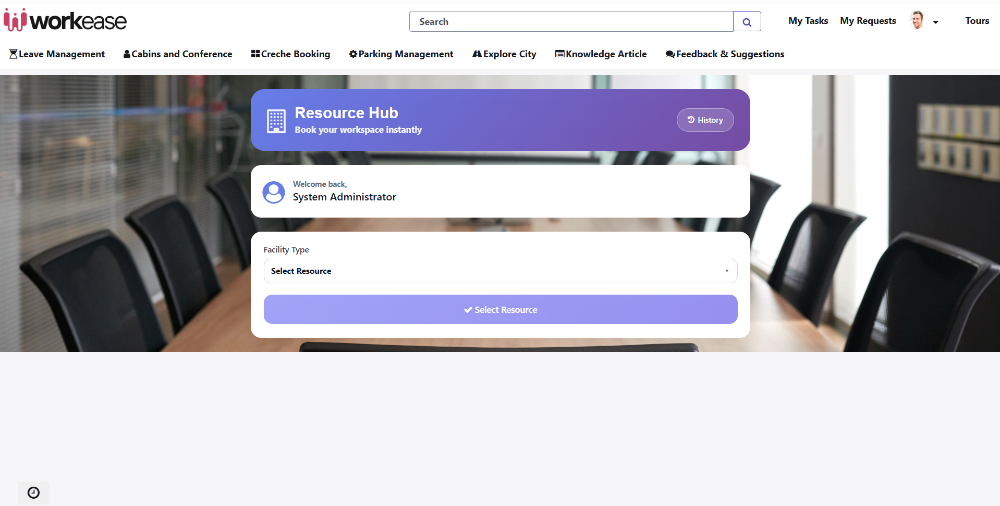 workease
Search
My Tasks
My Requests
Tours
Leave Management
Cabins and Conference
Creche Booking
Parking Management
Explore City
Knowledge Article
Feedback & Suggestions
Resource Hub
Book your workspace instantly
History
Welcome back,
System Administrator
Facility Type
Select Resource
Select Resource